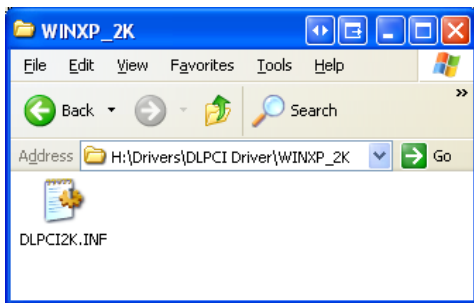 WINXP_2K
File Edit View Favorites Tools Help
Back Search »
Address H:\Drivers\DLPCI Driver\WINXP_2K Go
DLPCI2K.INF